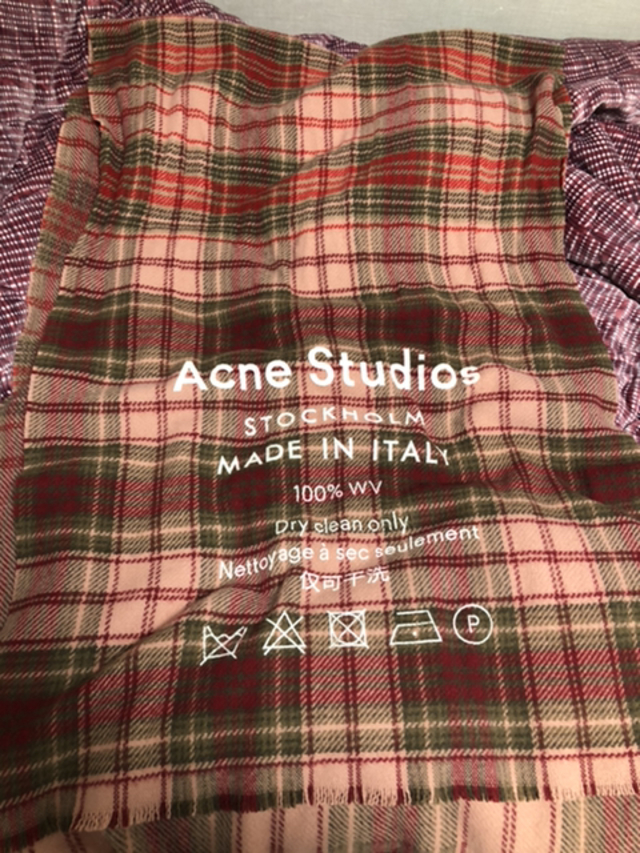 Acne Studios
STOCKHOLM
MADE IN ITALY
100% WV
Dry clean only
Nettoyage à sec seulement
仅可干洗
P